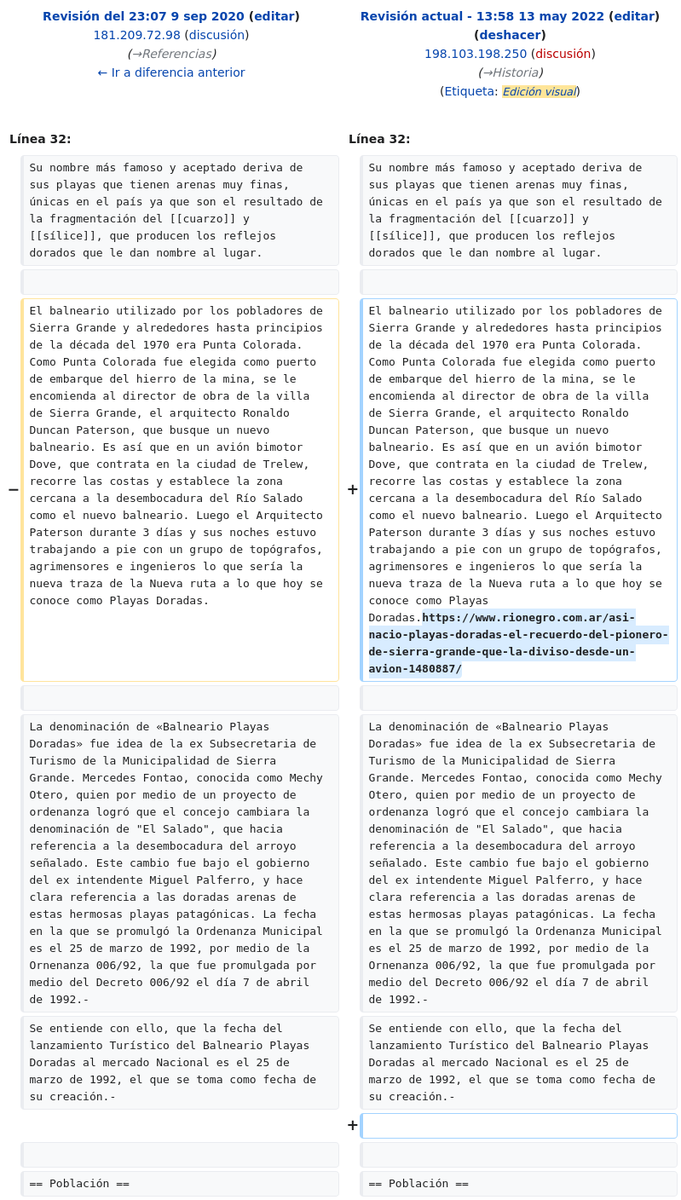 Revisión del 23:07 9 sep 2020 (editar)
181.209.72.98 (discusión)
(→Referencias)
← Ir a diferencia anterior
Revisión actual - 13:58 13 may 2022 (editar)
(deshacer)
198.103.198.250 (discusión)
(→Historia)
(Etiqueta: Edición visual)
Línea 32:
Línea 32:
Su nombre más famoso y aceptado deriva de
sus playas que tienen arenas muy finas,
únicas en el país ya que son el resultado de
la fragmentación del [[cuarzo]] y
[[sílice]], que producen los reflejos
dorados que le dan nombre al lugar.
Su nombre más famoso y aceptado deriva de
sus playas que tienen arenas muy finas,
únicas en el país ya que son el resultado de
la fragmentación del [[cuarzo]] y
[[sílice]], que producen los reflejos
dorados que le dan nombre al lugar.
−
El balneario utilizado por los pobladores de
Sierra Grande y alrededores hasta principios
de la década del 1970 era Punta Colorada.
Como Punta Colorada fue elegida como puerto
de embarque del hierro de la mina, se le
encomienda al director de obra de la villa
de Sierra Grande, el arquitecto Ronaldo
Duncan Paterson, que busque un nuevo
balneario. Es así que en un avión bimotor
Dove, que contrata en la ciudad de Trelew,
recorre las costas y establece la zona
cercana a la desembocadura del Río Salado
como el nuevo balneario. Luego el Arquitecto
Paterson durante 3 días y sus noches estuvo
trabajando a pie con un grupo de topógrafos,
agrimensores e ingenieros lo que sería la
nueva traza de la Nueva ruta a lo que hoy se
conoce como Playas Doradas.
+
El balneario utilizado por los pobladores de
Sierra Grande y alrededores hasta principios
de la década del 1970 era Punta Colorada.
Como Punta Colorada fue elegida como puerto
de embarque del hierro de la mina, se le
encomienda al director de obra de la villa
de Sierra Grande, el arquitecto Ronaldo
Duncan Paterson, que busque un nuevo
balneario. Es así que en un avión bimotor
Dove, que contrata en la ciudad de Trelew,
recorre las costas y establece la zona
cercana a la desembocadura del Río Salado
como el nuevo balneario. Luego el Arquitecto
Paterson durante 3 días y sus noches estuvo
trabajando a pie con un grupo de topógrafos,
agrimensores e ingenieros lo que sería la
nueva traza de la Nueva ruta a lo que hoy se
conoce como Playas
Doradas.https://www.rionegro.com.ar/asi-
nacio-playas-doradas-el-recuerdo-del-pionero-
de-sierra-grande-que-la-diviso-desde-un-
avion-1480887/
La denominación de «Balneario Playas
Doradas» fue idea de la ex Subsecretaria de
Turismo de la Municipalidad de Sierra
Grande. Mercedes Fontao, conocida como Mechy
Otero, quien por medio de un proyecto de
ordenanza logró que el concejo cambiara la
denominación de "El Salado", que hacia
referencia a la desembocadura del arroyo
señalado. Este cambio fue bajo el gobierno
del ex intendente Miguel Palferro, y hace
clara referencia a las doradas arenas de
estas hermosas playas patagónicas. La fecha
en la que se promulgó la Ordenanza Municipal
es el 25 de marzo de 1992, por medio de la
Ornenanza 006/92, la que fue promulgada por
medio del Decreto 006/92 el día 7 de abril
de 1992.-
La denominación de «Balneario Playas
Doradas» fue idea de la ex Subsecretaria de
Turismo de la Municipalidad de Sierra
Grande. Mercedes Fontao, conocida como Mechy
Otero, quien por medio de un proyecto de
ordenanza logró que el concejo cambiara la
denominación de "El Salado", que hacia
referencia a la desembocadura del arroyo
señalado. Este cambio fue bajo el gobierno
del ex intendente Miguel Palferro, y hace
clara referencia a las doradas arenas de
estas hermosas playas patagónicas. La fecha
en la que se promulgó la Ordenanza Municipal
es el 25 de marzo de 1992, por medio de la
Ornenanza 006/92, la que fue promulgada por
medio del Decreto 006/92 el día 7 de abril
de 1992.-
Se entiende con ello, que la fecha del
lanzamiento Turístico del Balneario Playas
Doradas al mercado Nacional es el 25 de
marzo de 1992, el que se toma como fecha de
su creación.-
Se entiende con ello, que la fecha del
lanzamiento Turístico del Balneario Playas
Doradas al mercado Nacional es el 25 de
marzo de 1992, el que se toma como fecha de
su creación.-
+
== Población ==
== Población ==